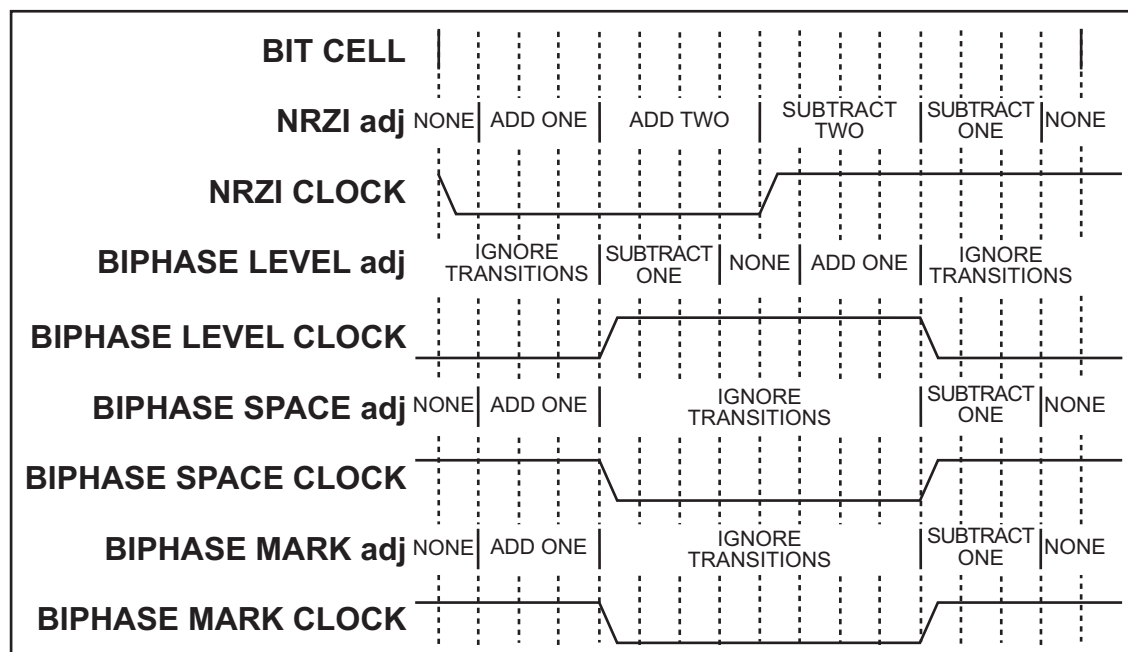 BIT CELL
NRZI adj NONE ADD ONE ADD TWO SUBTRACT TWO SUBTRACT ONE NONE
NRZI CLOCK
BIPHASE LEVEL adj IGNORE TRANSITIONS SUBTRACT ONE NONE ADD ONE IGNORE TRANSITIONS
BIPHASE LEVEL CLOCK
BIPHASE SPACE adj NONE ADD ONE IGNORE TRANSITIONS SUBTRACT ONE NONE
BIPHASE SPACE CLOCK
BIPHASE MARK adj NONE ADD ONE IGNORE TRANSITIONS SUBTRACT ONE NONE
BIPHASE MARK CLOCK